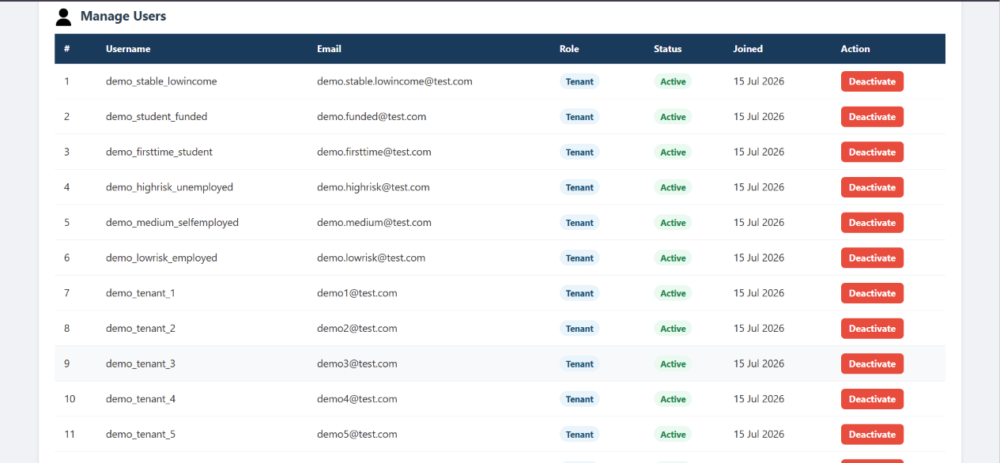 Manage Users
# Username Email Role Status Joined Action
1 demo_stable_lowincome demo.stable.lowincome@test.com Tenant Active 15 Jul 2026 Deactivate
2 demo_student_funded demo.funded@test.com Tenant Active 15 Jul 2026 Deactivate
3 demo_firsttime_student demo.firsttime@test.com Tenant Active 15 Jul 2026 Deactivate
4 demo_highrisk_unemployed demo.highrisk@test.com Tenant Active 15 Jul 2026 Deactivate
5 demo_medium_selfemployed demo.medium@test.com Tenant Active 15 Jul 2026 Deactivate
6 demo_lowrisk_employed demo.lowrisk@test.com Tenant Active 15 Jul 2026 Deactivate
7 demo_tenant_1 demo1@test.com Tenant Active 15 Jul 2026 Deactivate
8 demo_tenant_2 demo2@test.com Tenant Active 15 Jul 2026 Deactivate
9 demo_tenant_3 demo3@test.com Tenant Active 15 Jul 2026 Deactivate
10 demo_tenant_4 demo4@test.com Tenant Active 15 Jul 2026 Deactivate
11 demo_tenant_5 demo5@test.com Tenant Active 15 Jul 2026 Deactivate